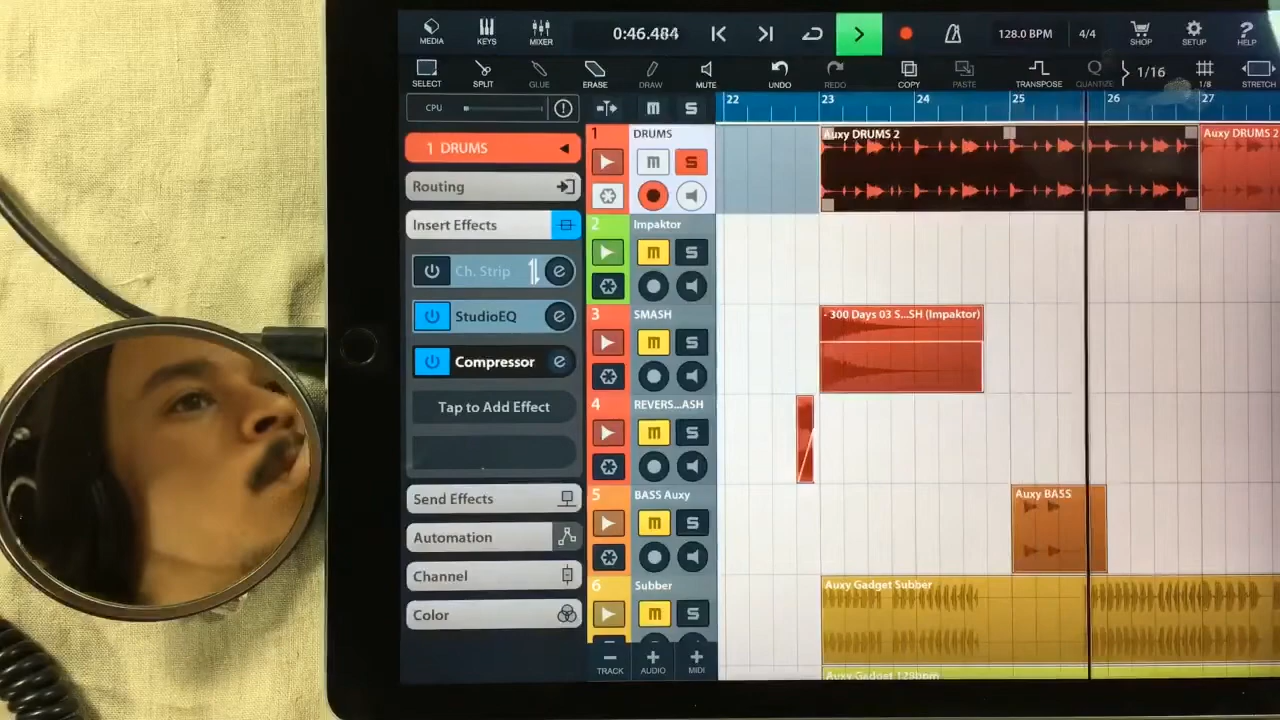 MEDIA KEYS MIXER 0:46.484 128.0 BPM 4/4 SHOP SETUP HELP
SELECT SPLIT GLUE ERASE DRAW MUTE UNDO REDO COPY PASTE TRANSPOSE QUANTIZE 1/16 1/8 STRETCH
CPU m S 22 23 24 25 26 27
1 DRUMS
Routing
Insert Effects
Ch. Strip e
StudioEQ e
Compressor e
Tap to Add Effect
Send Effects
Automation
Channel
Color
1 DRUMS
m S
2 Impaktor
m S
3 SMASH
m S
4 REVERS...ASH
m S
5 BASS Auxy
m S
6 Subber
m S
TRACK AUDIO MIDI
Auxy DRUMS 2 Auxy DRUMS 2
- 300 Days 03 S...SH (Impaktor)
Auxy BASS
Auxy Gadget Subber
Auxy Gadget 129bpm